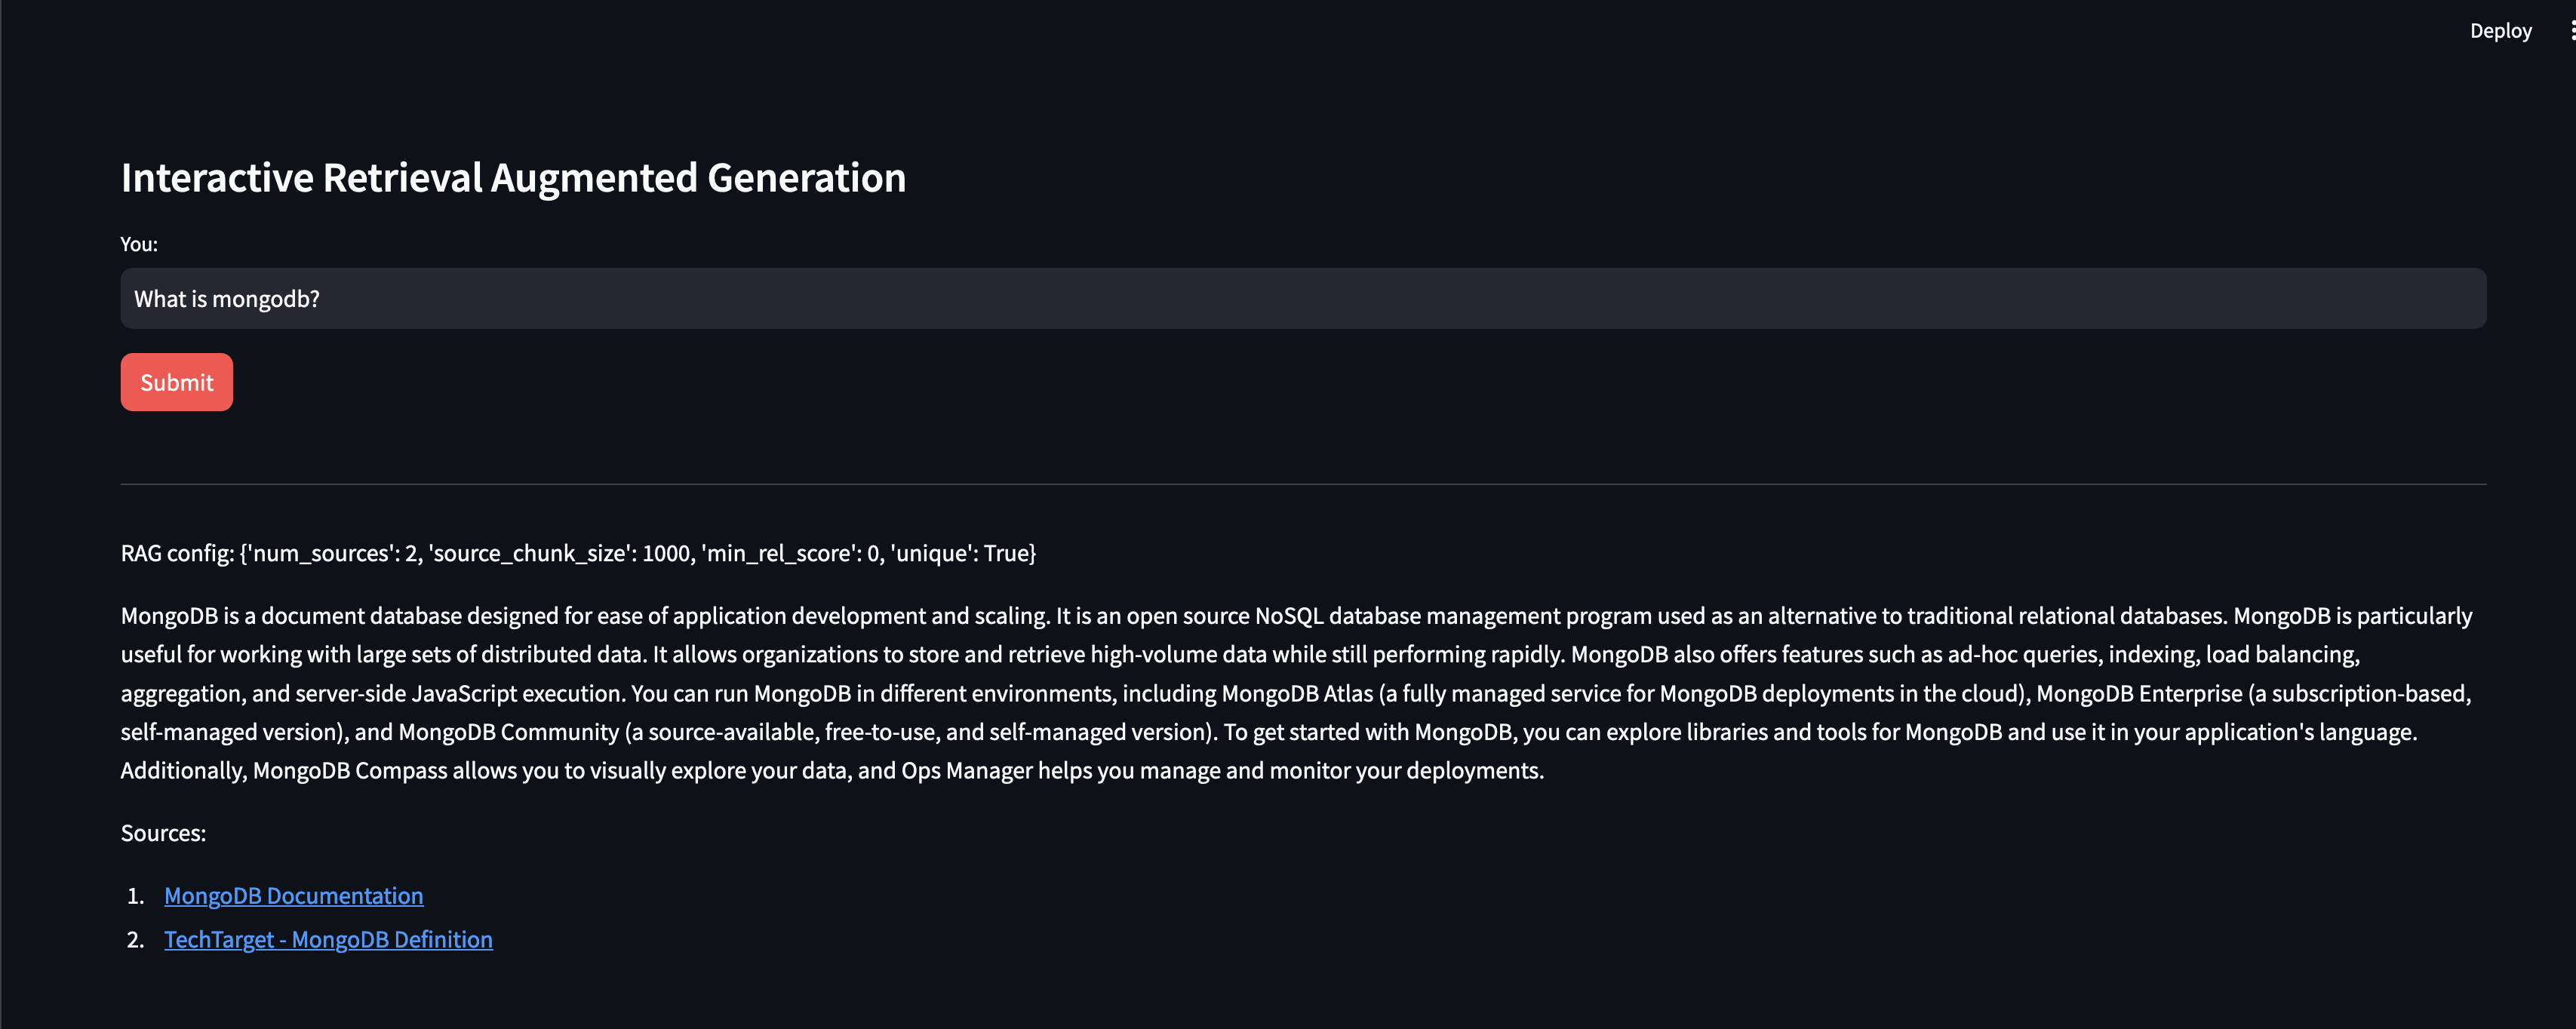 Deploy
Interactive Retrieval Augmented Generation
You:
What is mongodb?
Submit
RAG config: {'num_sources': 2, 'source_chunk_size': 1000, 'min_rel_score': 0, 'unique': True}
MongoDB is a document database designed for ease of application development and scaling. It is an open source NoSQL database management program used as an alternative to traditional relational databases. MongoDB is particularly
useful for working with large sets of distributed data. It allows organizations to store and retrieve high-volume data while still performing rapidly. MongoDB also offers features such as ad-hoc queries, indexing, load balancing,
aggregation, and server-side JavaScript execution. You can run MongoDB in different environments, including MongoDB Atlas (a fully managed service for MongoDB deployments in the cloud), MongoDB Enterprise (a subscription-based,
self-managed version), and MongoDB Community (a source-available, free-to-use, and self-managed version). To get started with MongoDB, you can explore libraries and tools for MongoDB and use it in your application's language.
Additionally, MongoDB Compass allows you to visually explore your data, and Ops Manager helps you manage and monitor your deployments.
Sources:
1. MongoDB Documentation
2. TechTarget - MongoDB Definition